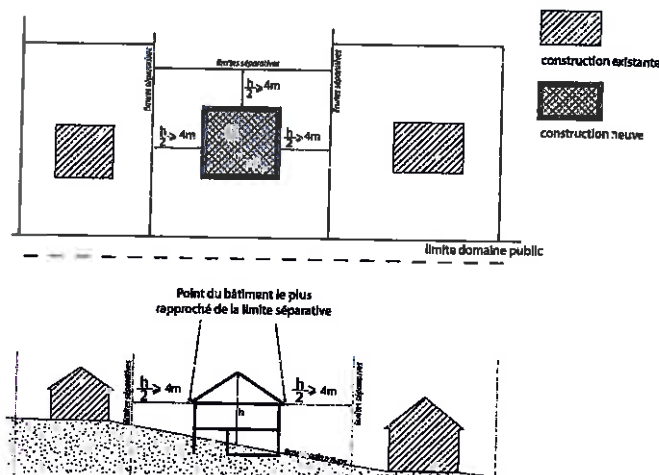 construction existante
construction neuve
limites séparatives
limites séparatives
limites séparatives
h/2 ⩾ 4m
h/2 ⩾ 4m
h/2 ⩾ 4m
limite domaine public
Point du bâtiment le plus
rapproché de la limite séparative
limites séparatives
limites séparatives
h/2 ⩾ 4m
h/2 ⩾ 4m
h